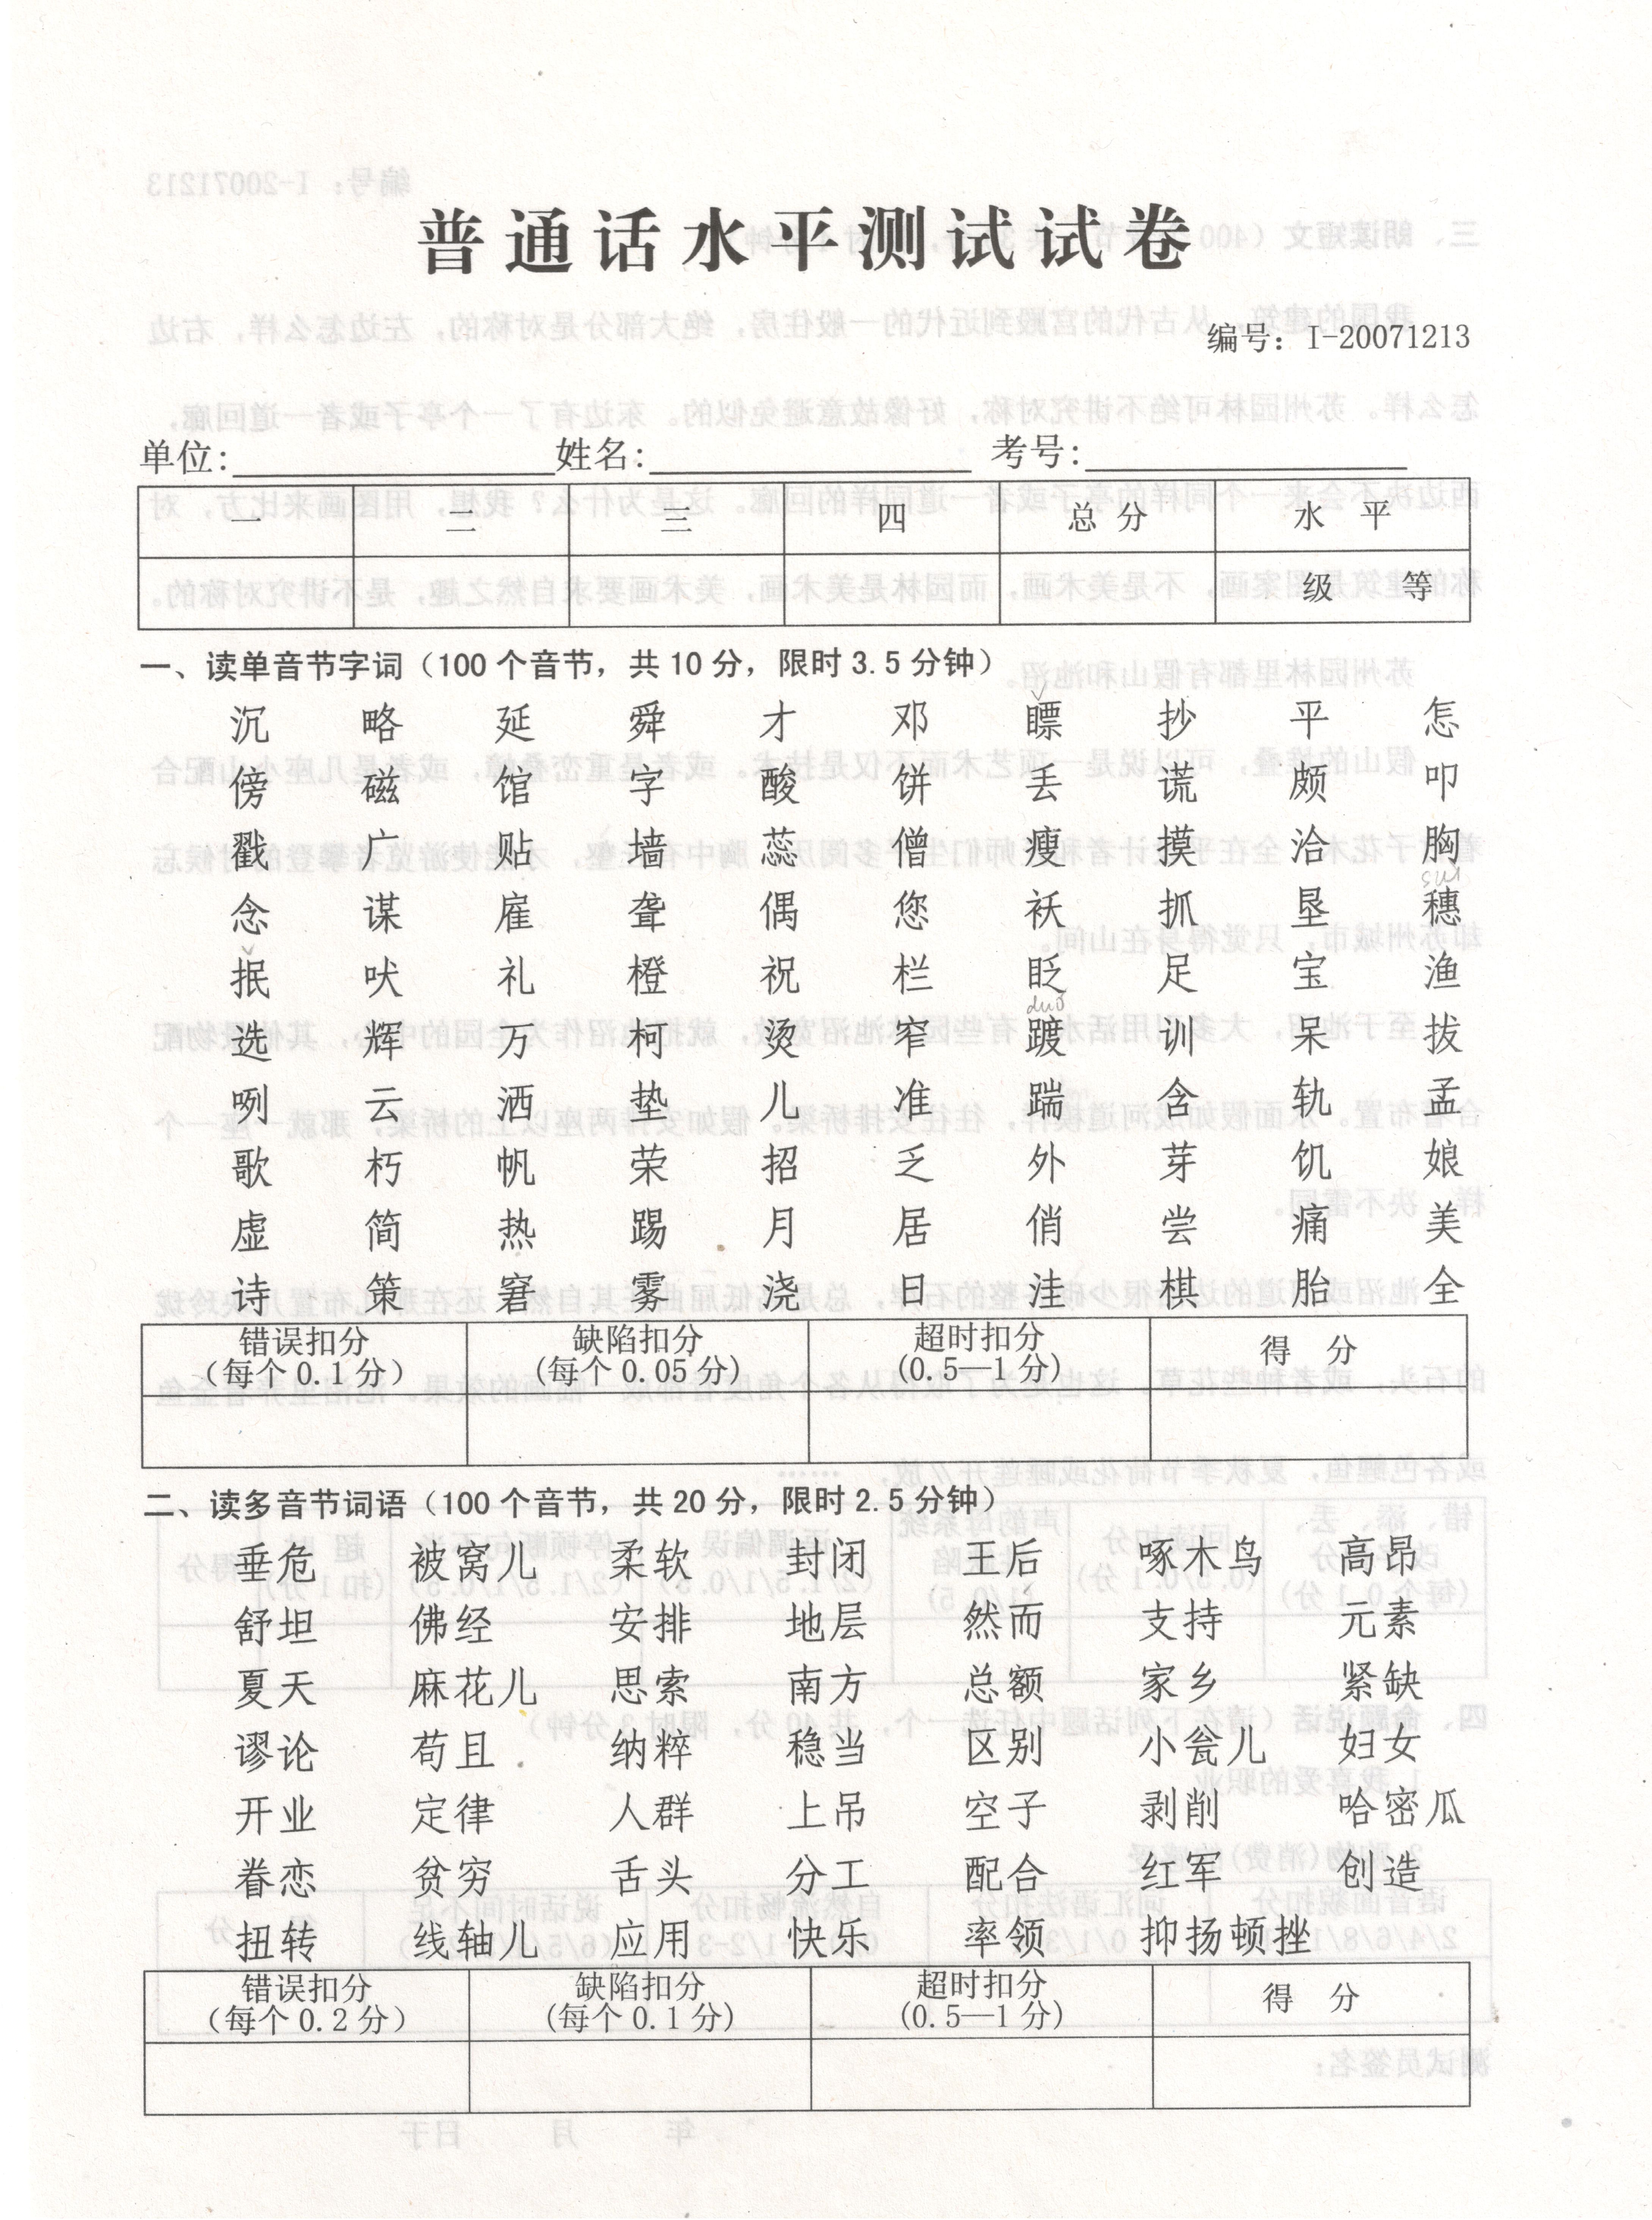 普通话水平测试试卷
编号：I-20071213
单位：姓名：考号：
一 二 三 四 总分 水平
级 等
一、读单音节字词（100个音节，共10分，限时3.5分钟）
沉 略 延 舜 才 邓 瞟 抄 平 怎
傍 磁 馆 字 酸 饼 丢 谎 颇 叩
戳 广 贴 墙 蕊 僧 瘦 摸 洽 胸
suì
念 谋 雇 聋 偶 您 袄 抓 垦 穗
抿 吠 礼 橙 祝 栏 眨 足 宝 渔
duó
选 辉 万 柯 烫 窄 踱 训 呆 拔
咧 云 洒 垫 儿 准 踹 含 轨 孟
歌 朽 帆 荣 招 乏 外 芽 饥 娘
虚 简 热 踢 月 居 俏 尝 痛 美
诗 策 窘 雾 浇 日 洼 棋 胎 全
错误扣分 缺陷扣分 超时扣分 得 分
（每个0.1分） (每个0.05分) (0.5—1分)
二、读多音节词语（100个音节，共20分，限时2.5分钟）
垂危 被窝儿 柔软 封闭 王后 啄木鸟 高昂
舒坦 佛经 安排 地层 然而 支持 元素
夏天 麻花儿 思索 南方 总额 家乡 紧缺
谬论 苟且 纳粹 稳当 区别 小瓮儿 妇女
开业 定律 人群 上吊 空子 剥削 哈密瓜
眷恋 贫穷 舌头 分工 配合 红军 创造
扭转 线轴儿 应用 快乐 率领 抑扬顿挫
错误扣分 缺陷扣分 超时扣分 得 分
（每个0.2分） (每个0.1分) (0.5—1分)